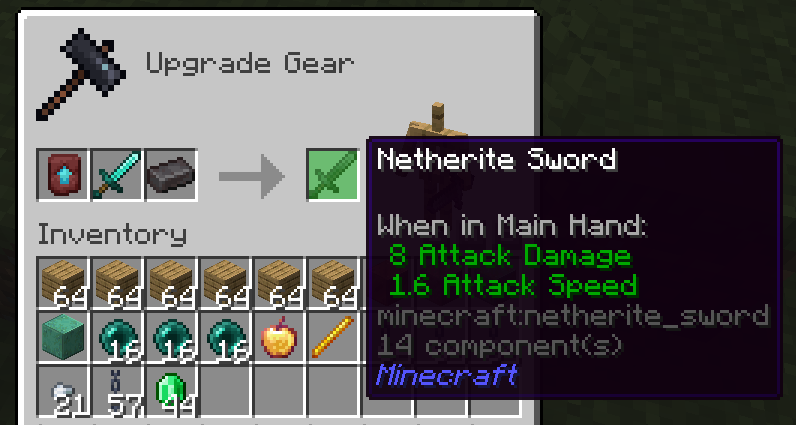 Upgrade Gear
Netherite Sword
When in Main Hand:
8 Attack Damage
1.6 Attack Speed
minecraft:netherite_sword
14 component(s)
Minecraft
Inventory
64 64 64 64 64 64
16 16 16
21 57 44